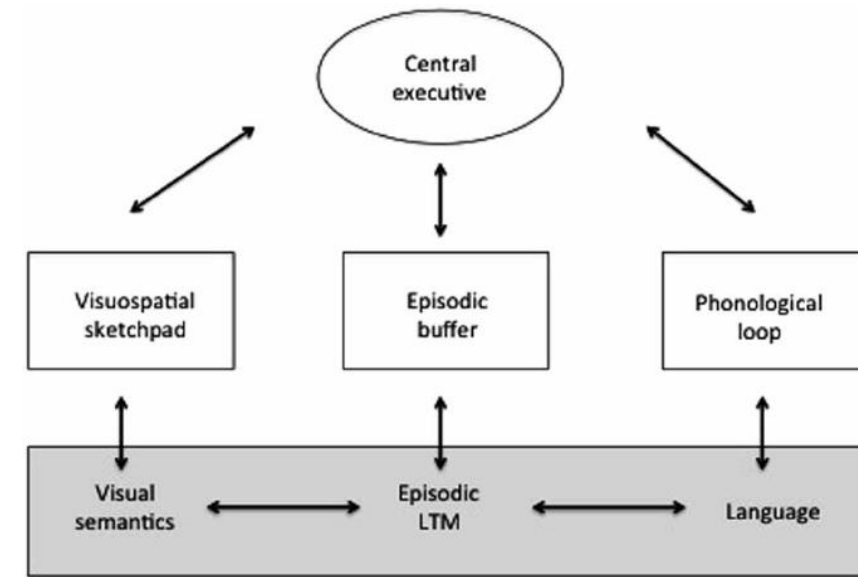 Central
executive
Visuospatial
sketchpad
Episodic
buffer
Phonological
loop
Visual
semantics
Episodic
LTM
Language